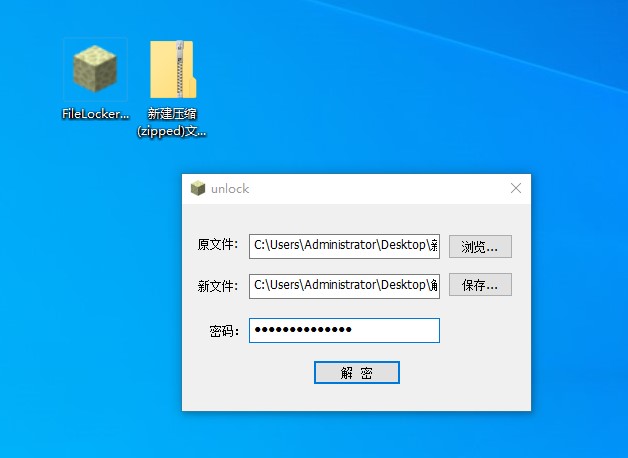 FileLocker...
新建压缩
(zipped)文...
unlock
原文件: C:\Users\Administrator\Desktop\新 浏览...
新文件: C:\Users\Administrator\Desktop\解 保存...
密码: ●●●●●●●●●●●●●●
解 密